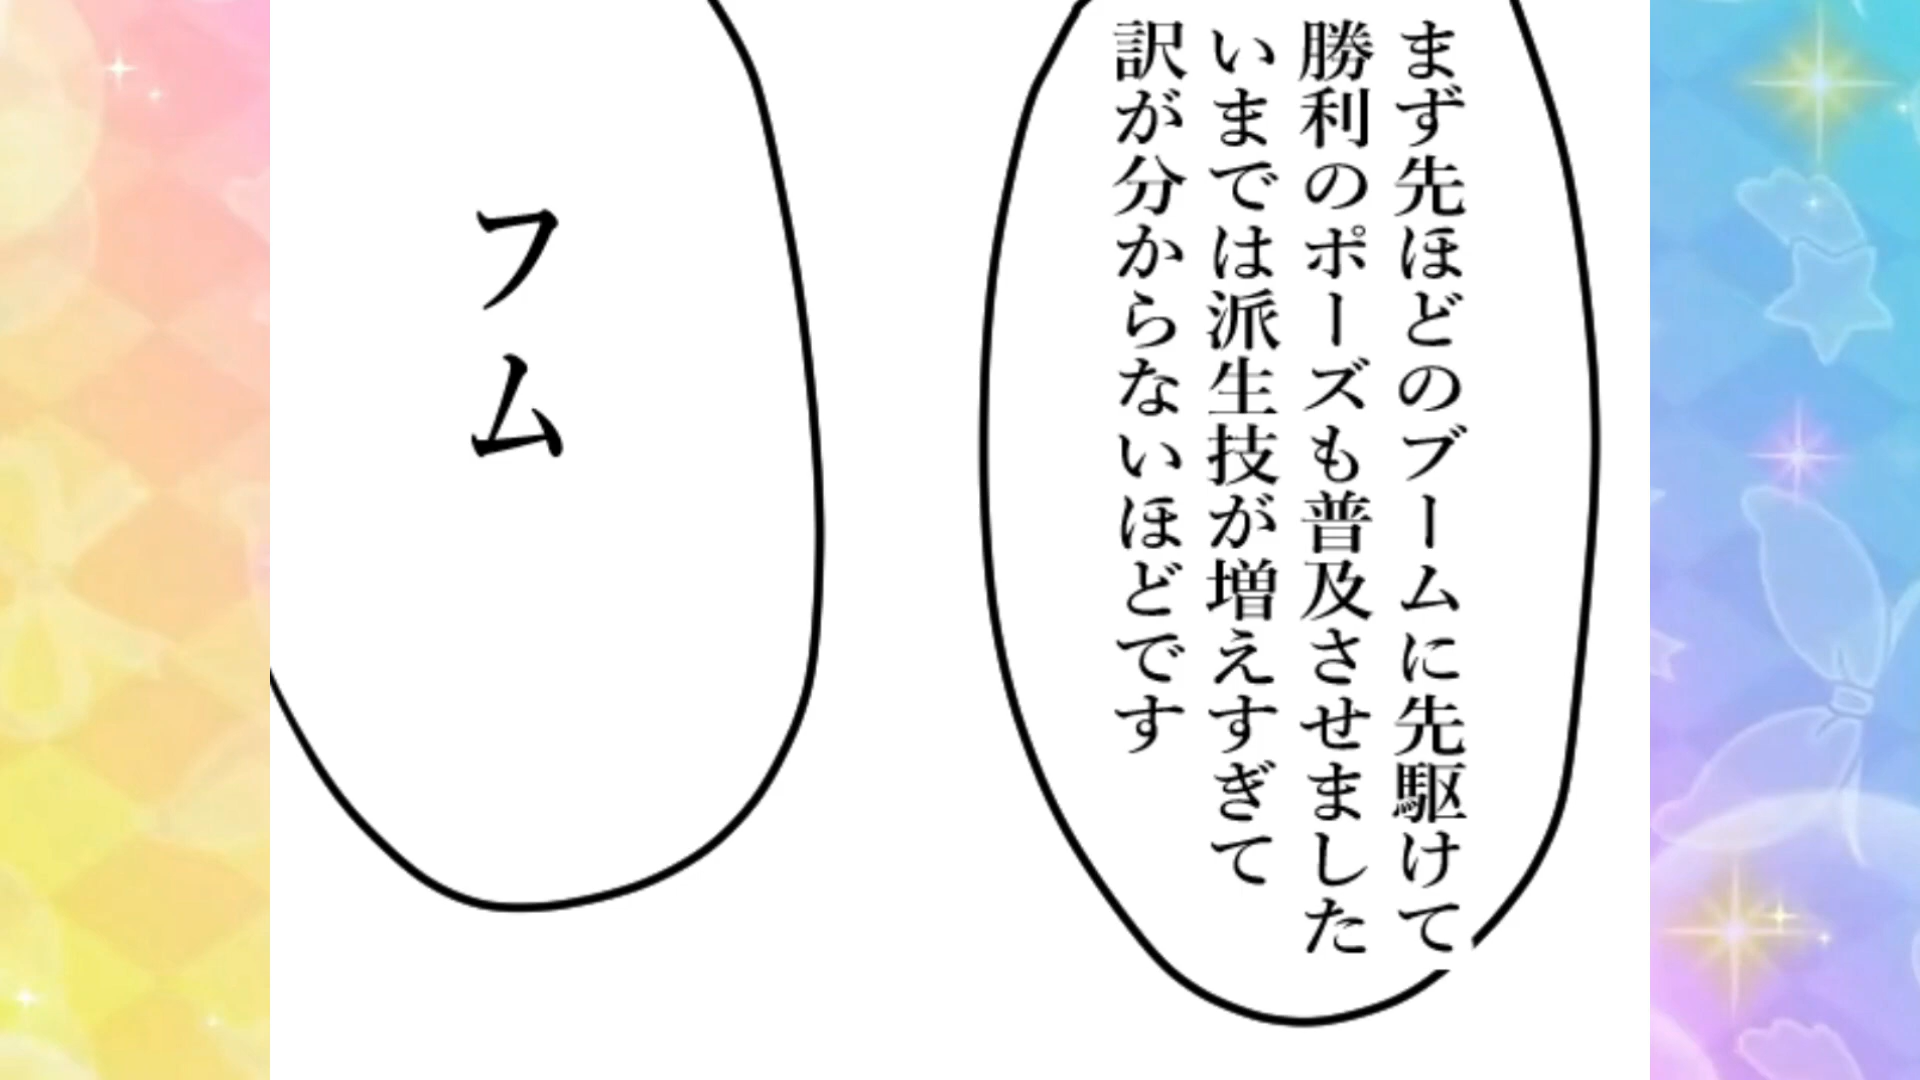 まず先ほどのブームに先駆けて
勝利のポーズも普及させました
いまでは派生技が増えすぎて
訳が分からないほどです
フム